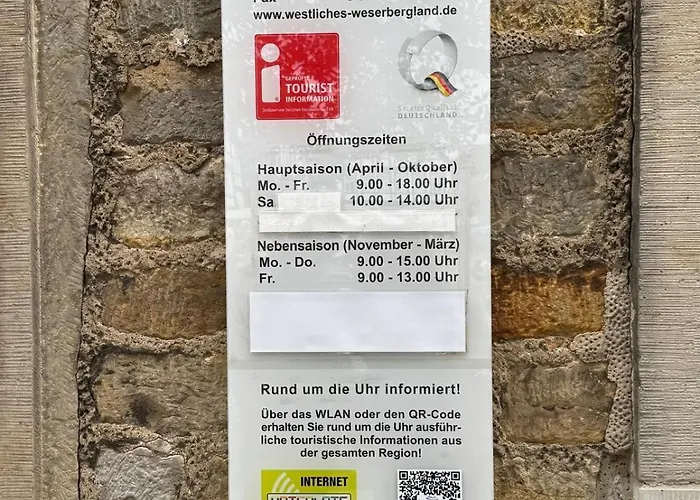 www.westliches-weserbergland.de
GEPRÜFTE
TOURIST
INFORMATION
ServiceQualität
DEUTSCHLAND
Öffnungszeiten
Hauptsaison (April - Oktober)
Mo. - Fr. 9.00 - 18.00 Uhr
Sa 10.00 - 14.00 Uhr
Nebensaison (November - März)
Mo. - Do. 9.00 - 15.00 Uhr
Fr. 9.00 - 13.00 Uhr
Rund um die Uhr informiert!
Über das WLAN oder den QR-Code
erhalten Sie rund um die Uhr ausführ-
liche touristische Informationen aus
der gesamten Region!
INTERNET